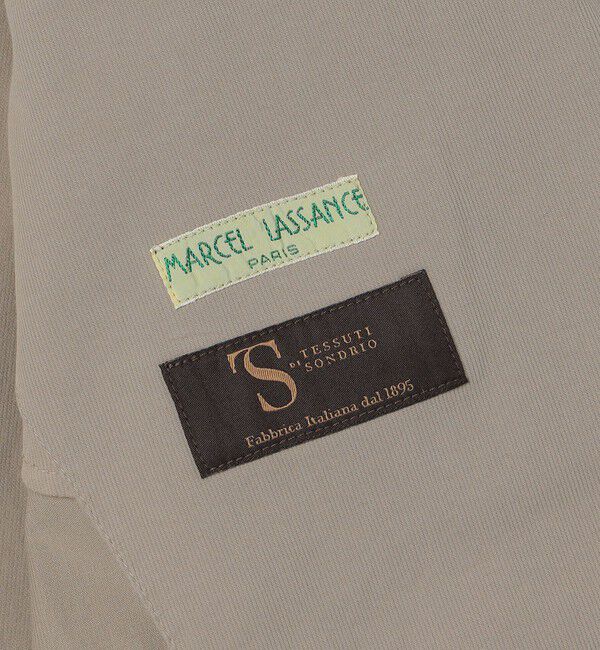 MARCEL LASSANCE
PARIS
TS
DI TESSUTI
SONDRIO
Fabbrica Italiana dal 1895